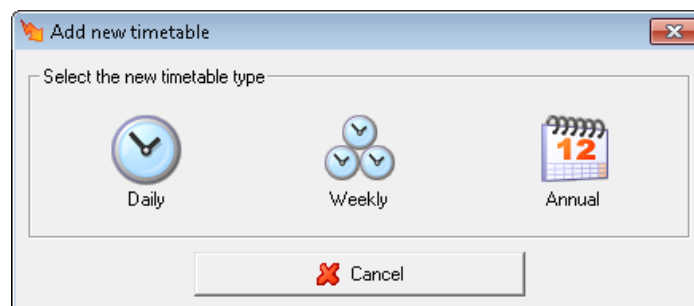 Add new timetable
Select the new timetable type
12
Daily Weekly Annual
Cancel